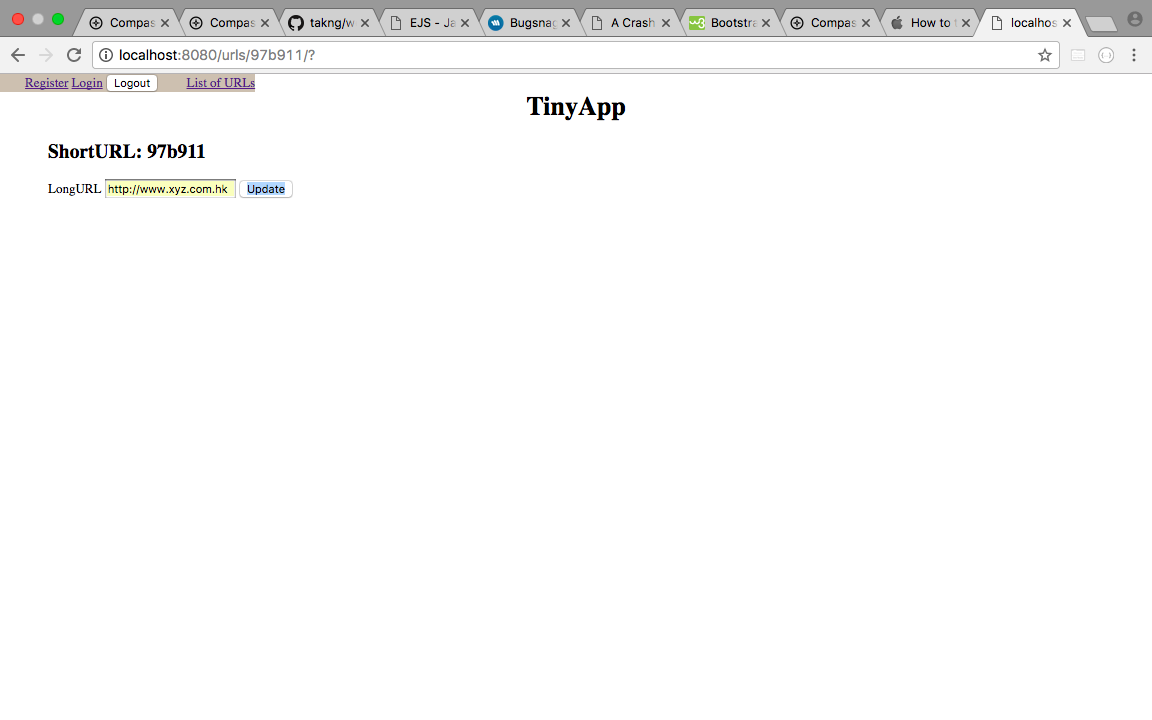 Compas Compas takng/w EJS - Ja Bugsnag A Crash Bootstra Compas How to localhos
localhost:8080/urls/97b911/?
Register Login Logout List of URLs
TinyApp
ShortURL: 97b911
LongURL http://www.xyz.com.hk Update